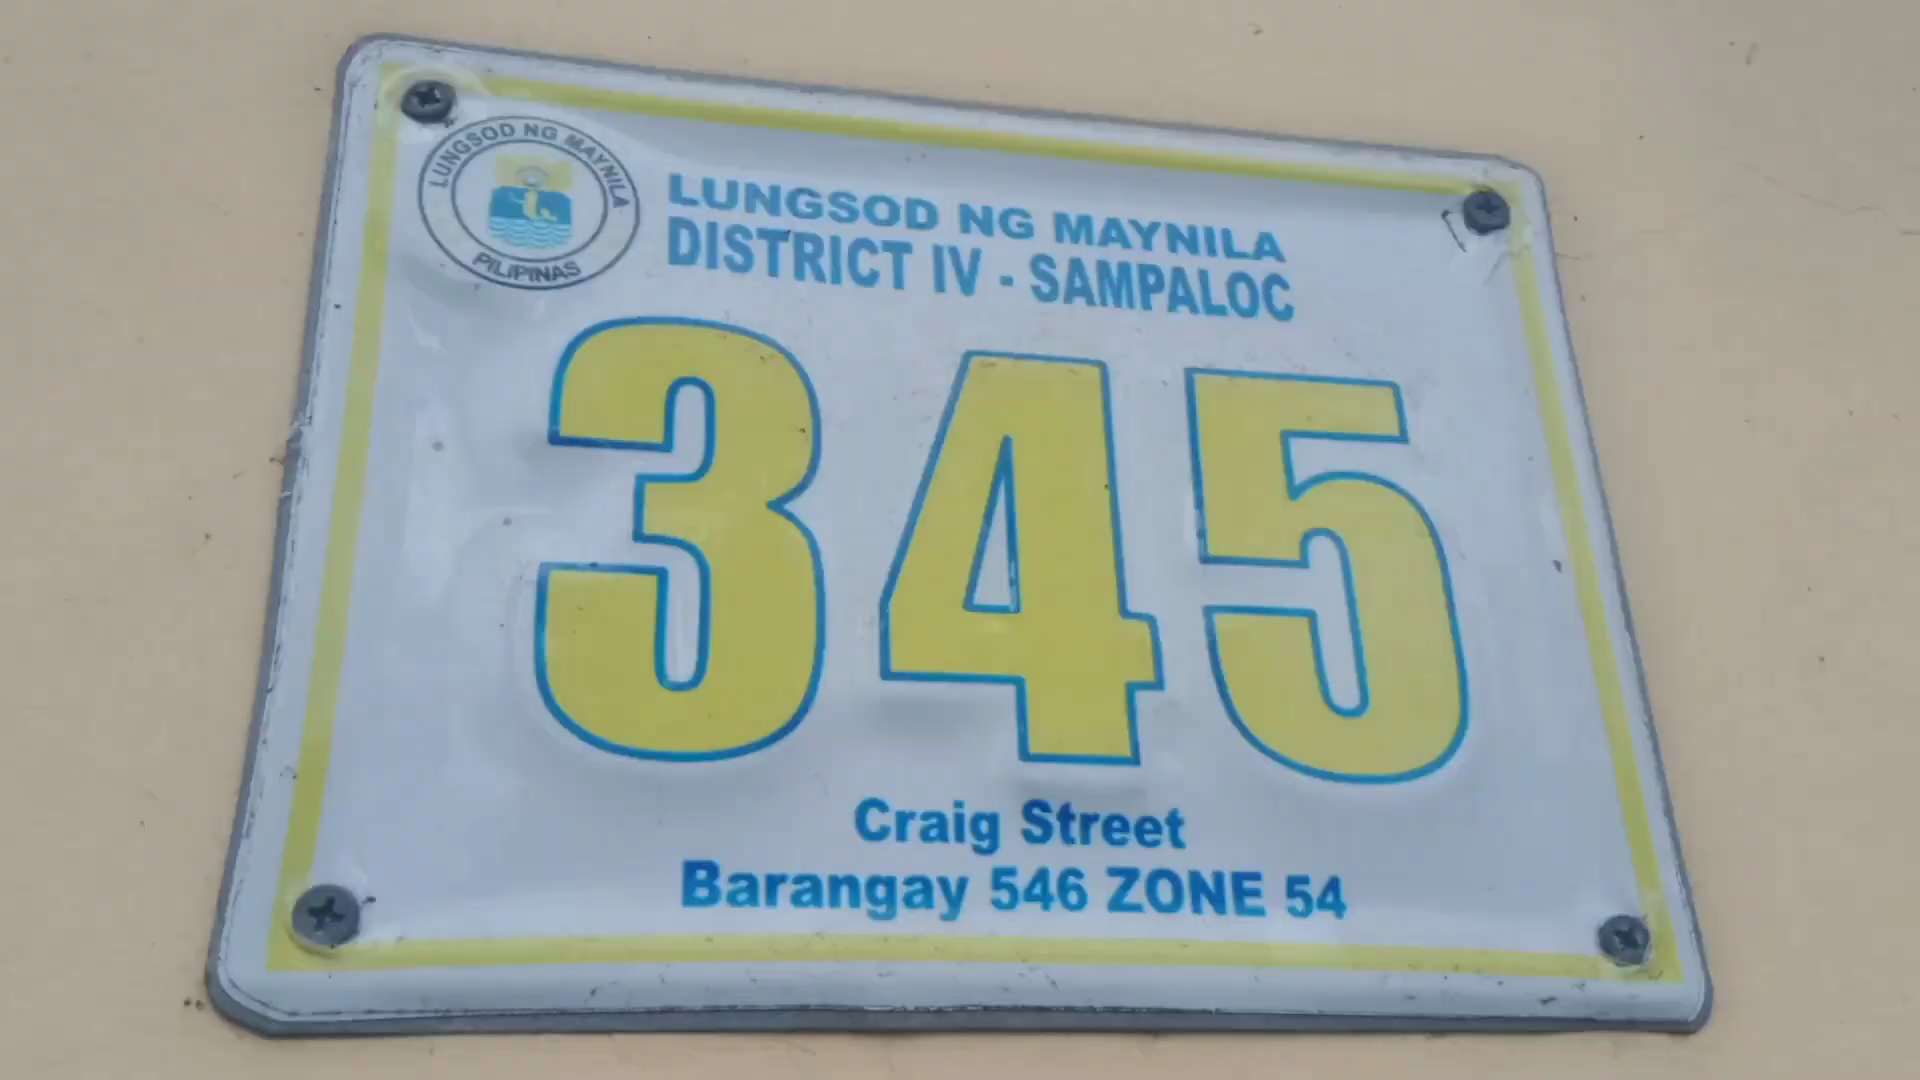 LUNGSOD NG MAYNILA
PILIPINAS
LUNGSOD NG MAYNILA
DISTRICT IV - SAMPALOC
345
Craig Street
Barangay 546 ZONE 54